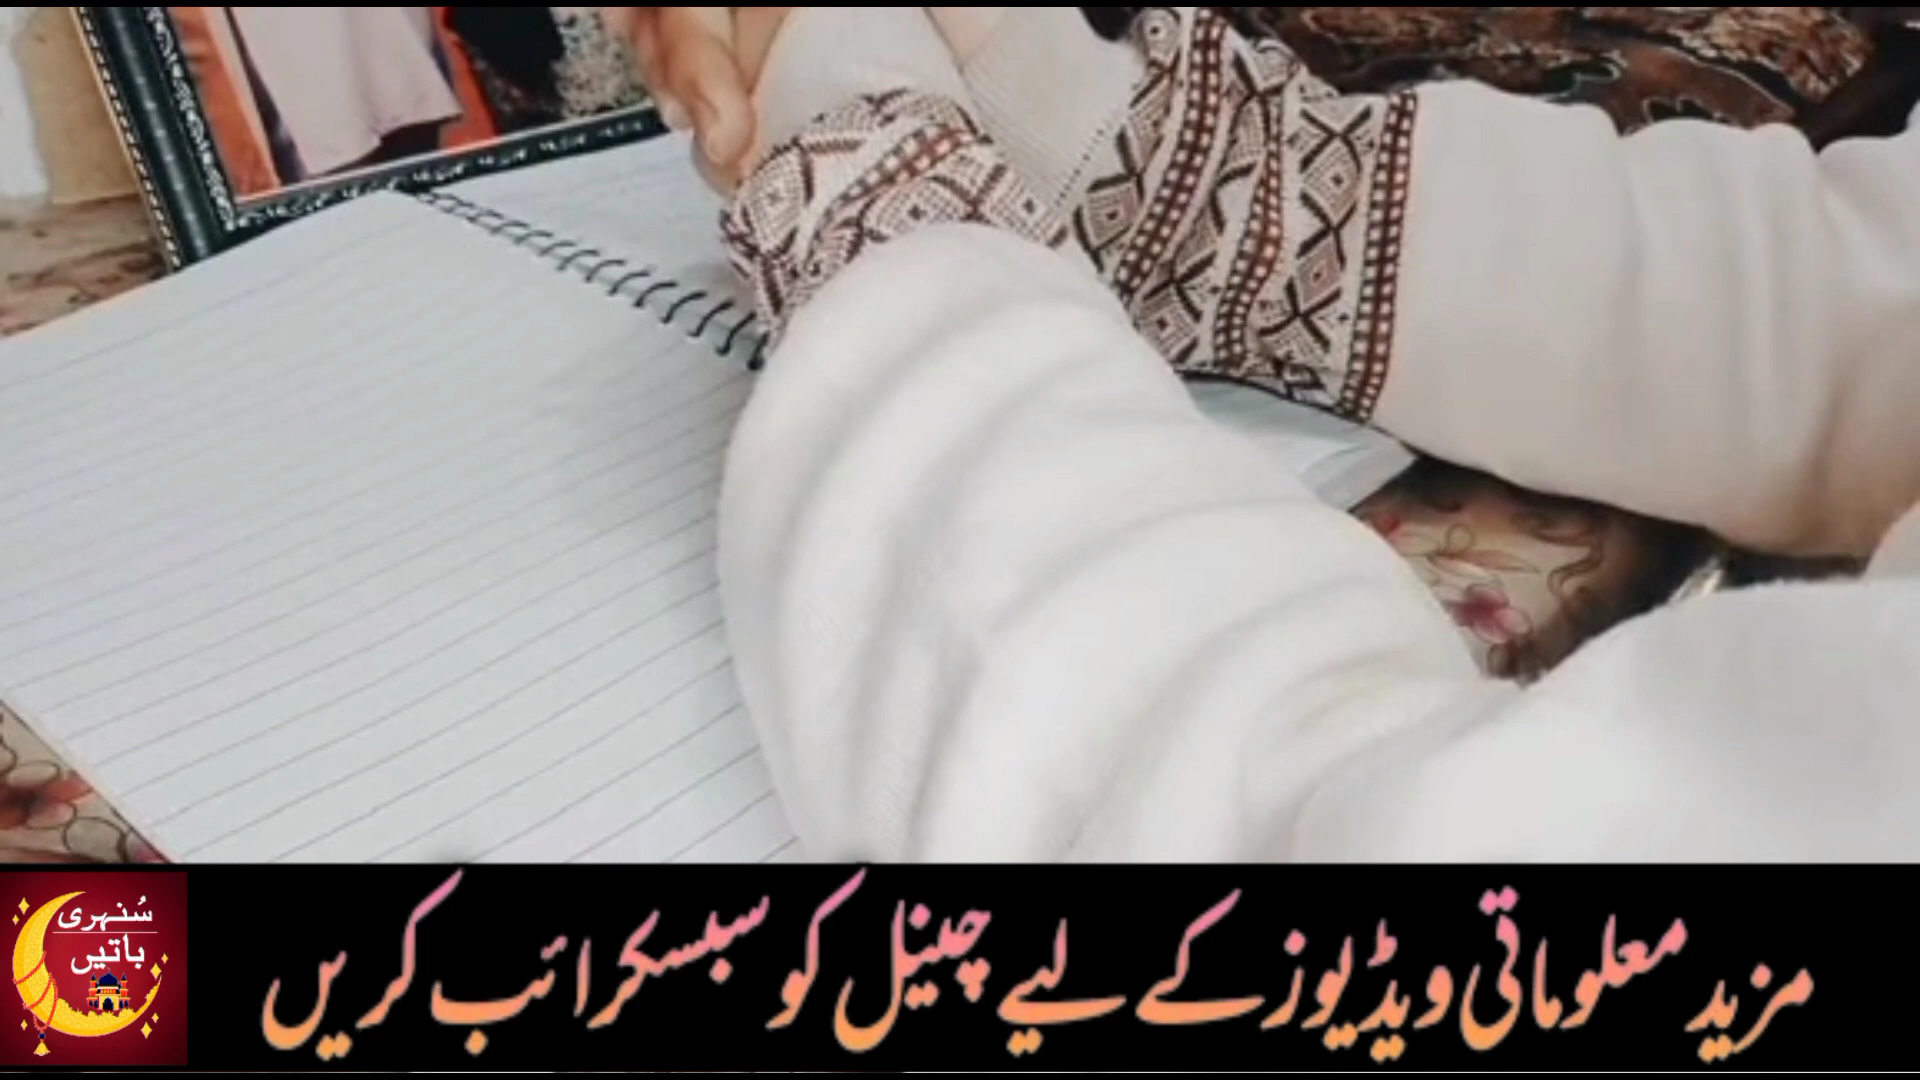 سُنہری
باتیں
مزید معلوماتی ویڈیوز کے لیے چینل کو سبسکرائب کریں